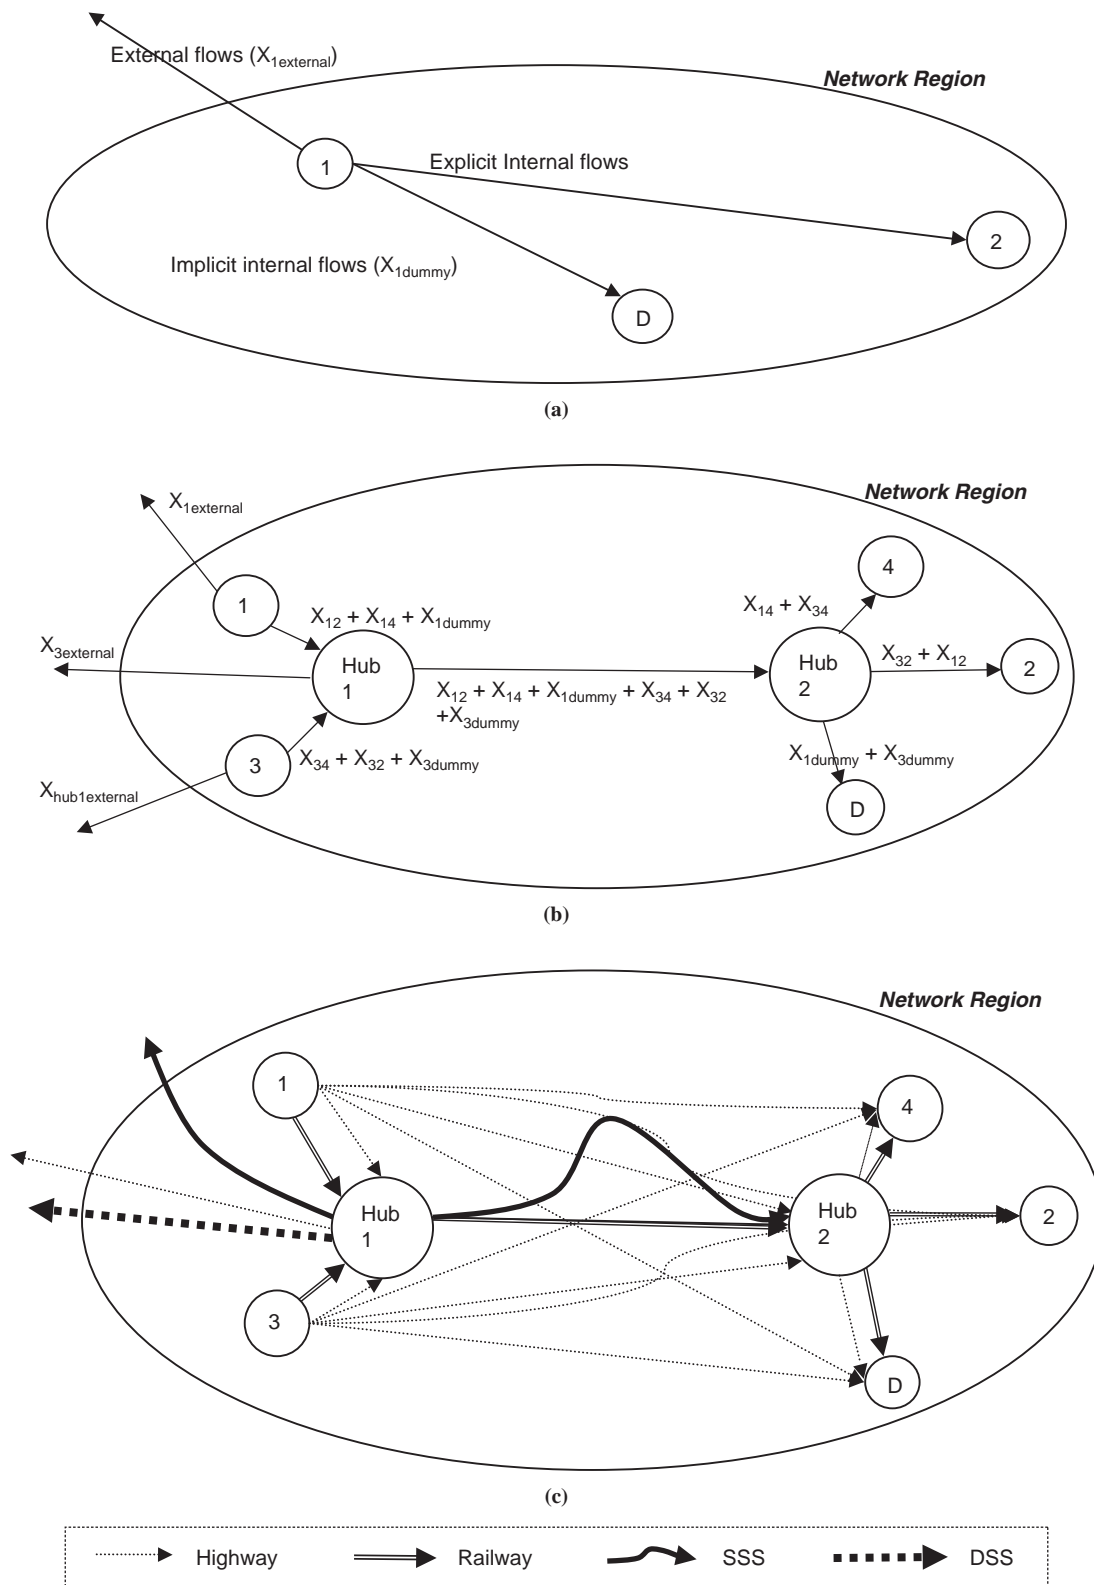 External flows (X1external)
Network Region
1
Explicit Internal flows
2
Implicit internal flows (X1dummy)
D
(a)
Network Region
X1external
4
1
X12 + X14 + X1dummy
X14 + X34
X3external
Hub
1
Hub
2
X32 + X12
2
X12 + X14 + X1dummy + X34 + X32
+X3dummy
3
X34 + X32 + X3dummy
X1dummy + X3dummy
Xhub1external
D
(b)
Network Region
1
4
Hub
1
Hub
2
2
3
D
(c)
Highway
Railway
SSS
DSS